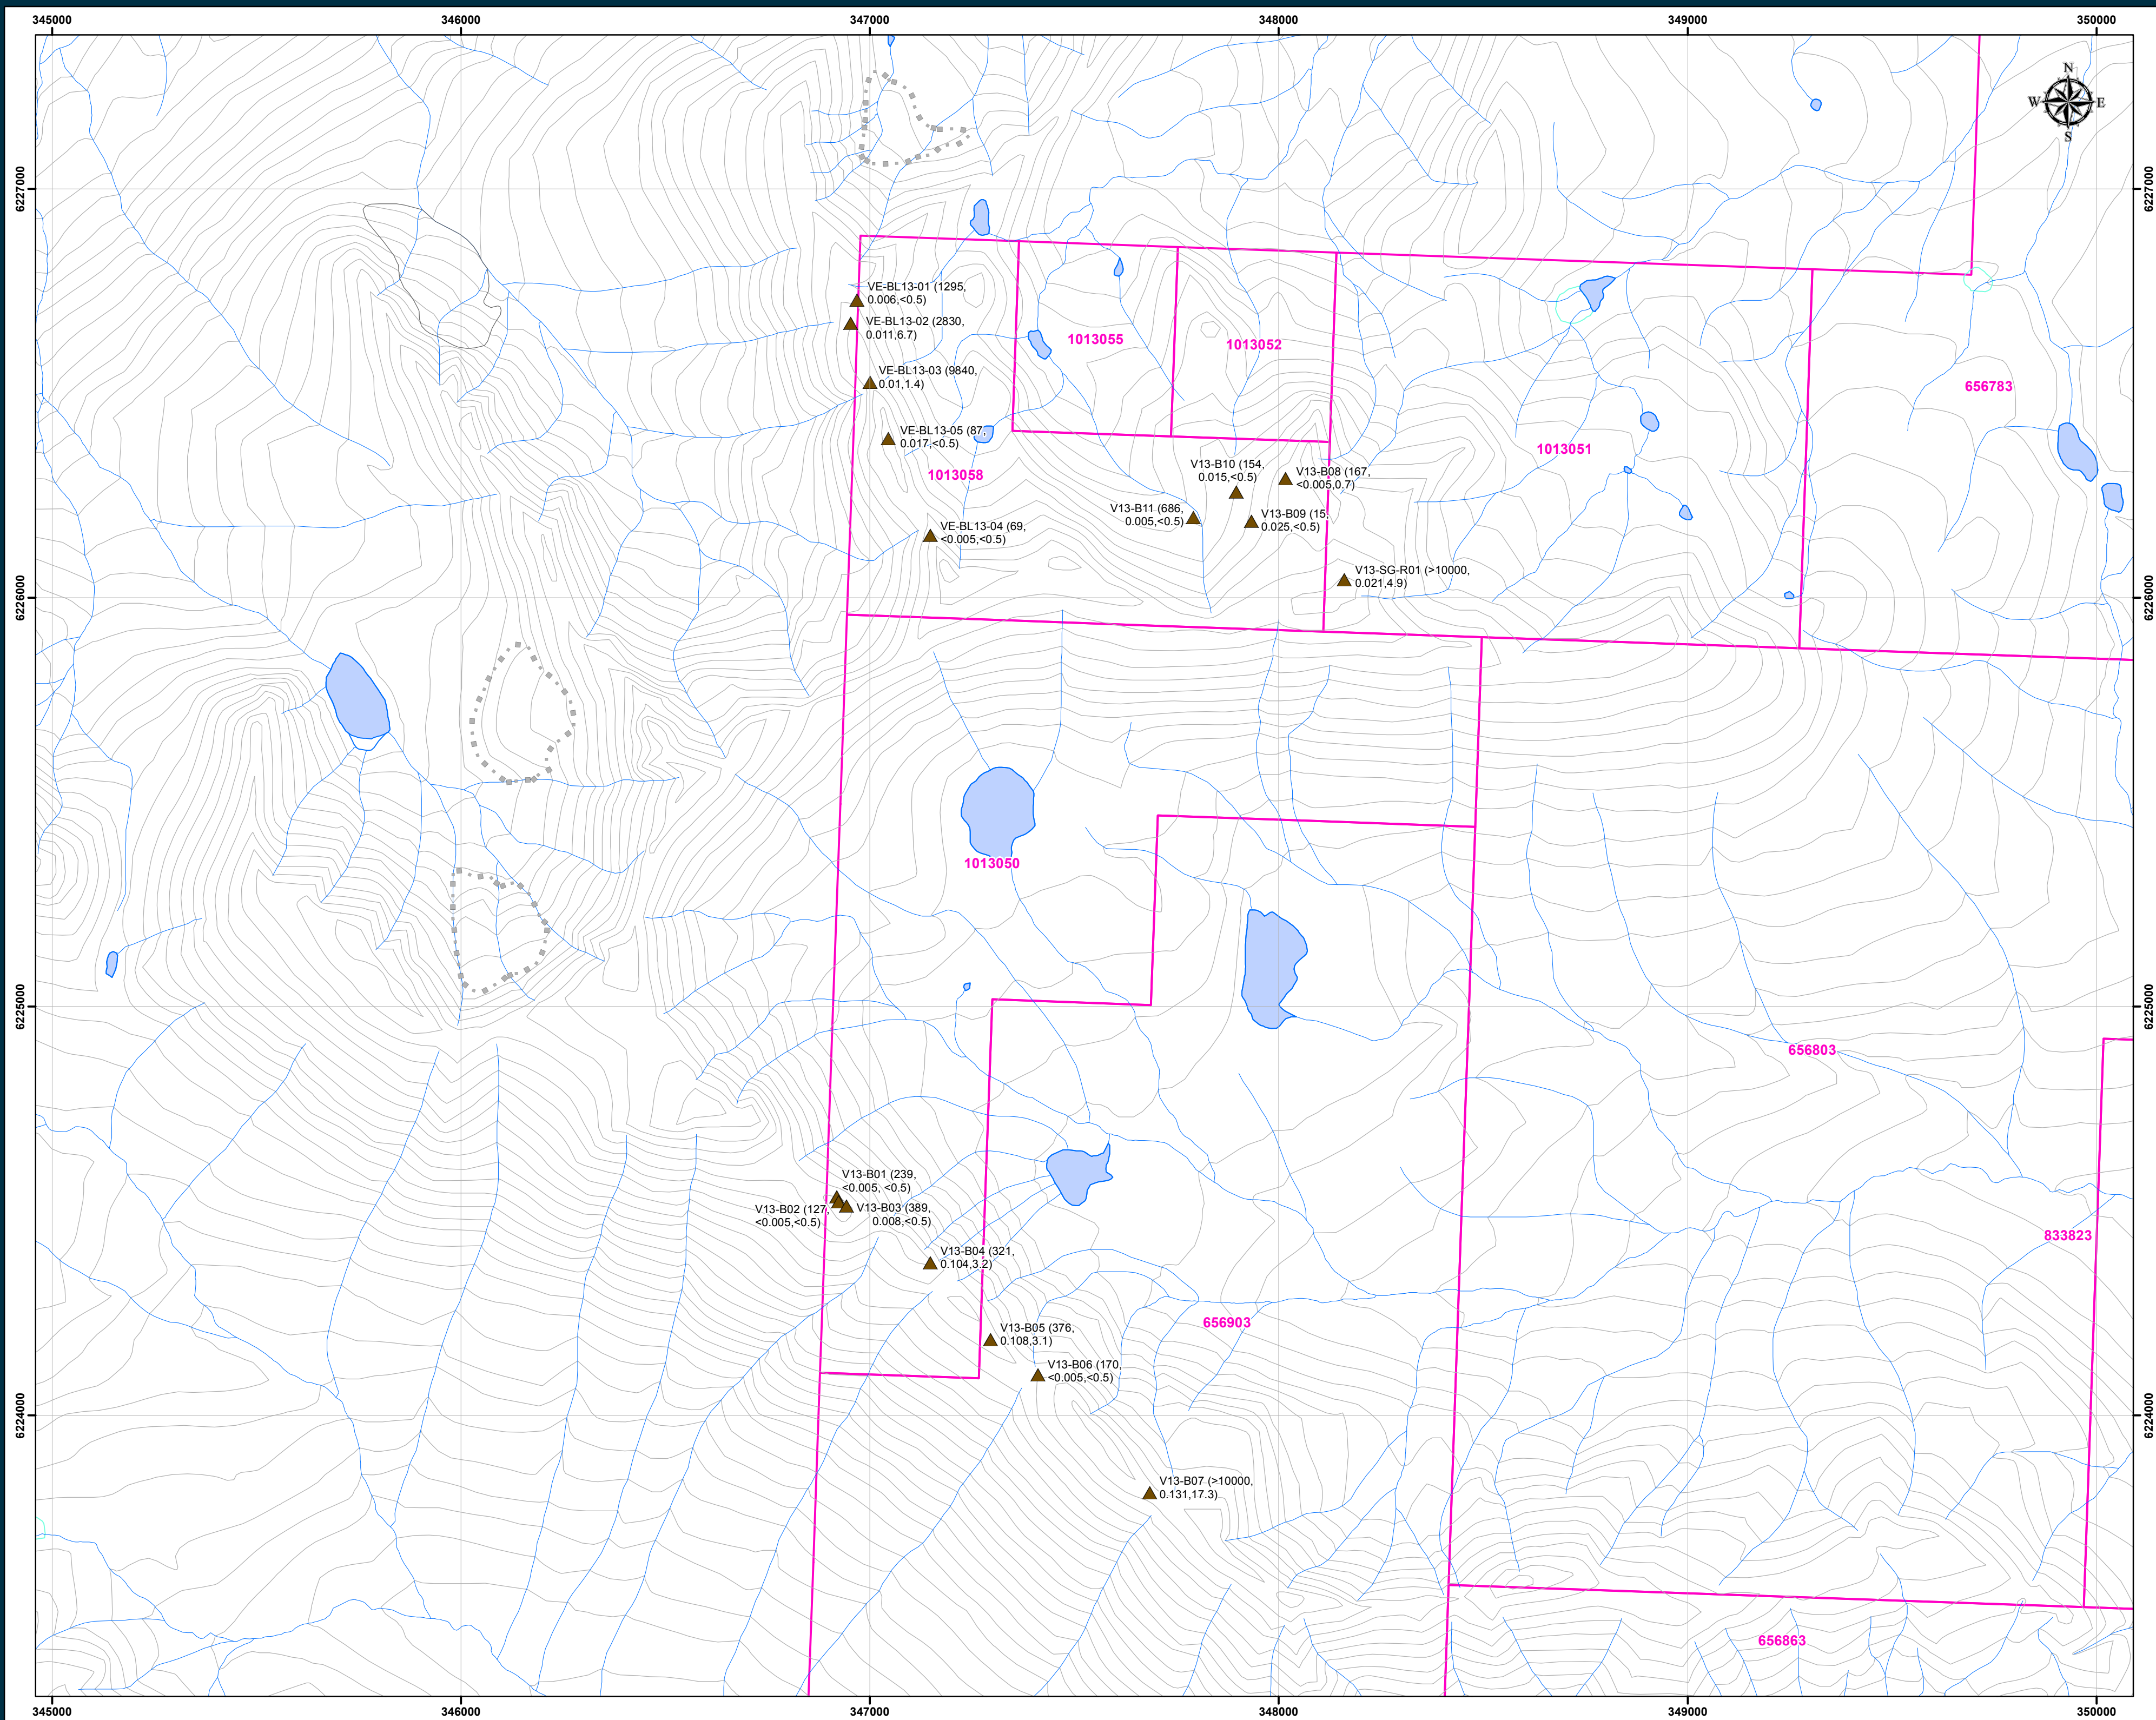 345000
346000
347000
348000
349000
350000
N
W
E
S
6227000
6227000
VE-BL13-01 (1295,
0.006,<0.5)
VE-BL13-02 (2830,
0.011,6.7)
1013055
1013052
VE-BL13-03 (9840,
0.01,1.4)
656783
VE-BL13-05 (87,
0.017,<0.5)
1013051
1013058
V13-B10 (154,
0.015,<0.5)
V13-B08 (167,
<0.005,0.7)
V13-B11 (686,
0.005,<0.5)
V13-B09 (15,
0.025,<0.5)
VE-BL13-04 (69,
<0.005,<0.5)
V13-SG-R01 (>10000,
0.021,4.9)
6226000
6226000
1013050
6225000
6225000
656803
V13-B01 (239,
<0.005, <0.5)
V13-B02 (127,
<0.005,<0.5)
V13-B03 (389,
0.008,<0.5)
833823
V13-B04 (321,
0.104,3.2)
656903
V13-B05 (376,
0.108,3.1)
V13-B06 (170,
<0.005,<0.5)
6224000
6224000
V13-B07 (>10000,
0.131,17.3)
656863
345000
346000
347000
348000
349000
350000